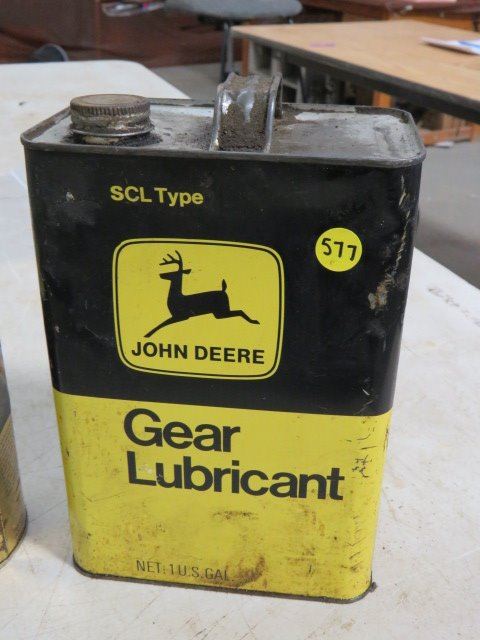 SCL Type
577
JOHN DEERE
Gear
Lubricant
NET: 1 U.S. GAL